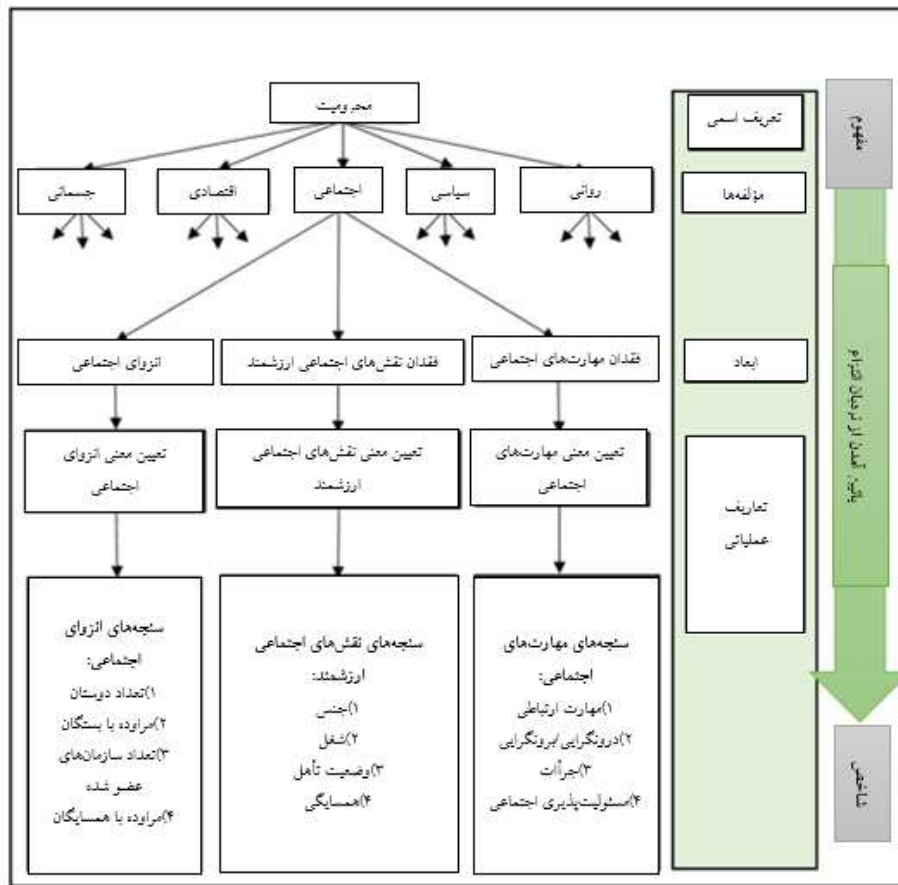 محرومیت
تعریف اسمی
مفهوم
روانی
سیاسی
اجتماعی
اقتصادی
جسمانی
مؤلفه‌ها
پائین آمدن از نردبان انتزاع
فقدان مهارت‌های اجتماعی
فقدان نقش‌های اجتماعی ارزشمند
انزوای اجتماعی
ابعاد
تعیین معنی مهارت‌های
اجتماعی
تعیین معنی نقش‌های اجتماعی
ارزشمند
تعیین معنی انزوای
اجتماعی
تعاریف
عملیاتی
سنجه‌های مهارت‌های
اجتماعی:
۱)مهارت ارتباطی
۲)درونگرایی/برونگرایی
۳)جرأت
۴)مسئولیت‌پذیری اجتماعی
سنجه‌های نقش‌های اجتماعی
ارزشمند:
۱)جنس
۲)شغل
۳)وضعیت تأهل
۴)همسایگی
سنجه‌های انزوای
اجتماعی:
۱)تعداد دوستان
۲)مراوده با بستگان
۳)تعداد سازمان‌های
عضو شده
۴)مراوده با همسایگان
شاخص